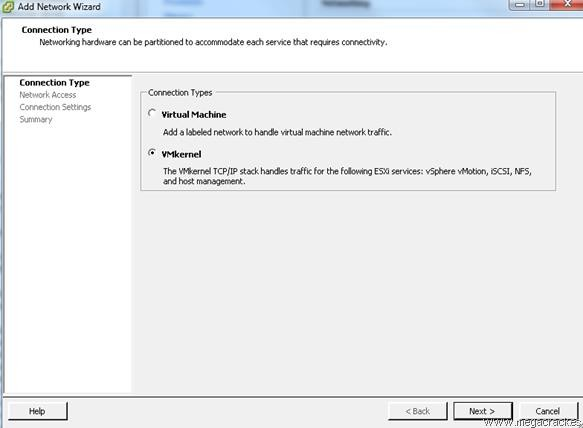 Add Network Wizard
Connection Type
Networking hardware can be partitioned to accommodate each service that requires connectivity.
Connection Type
Network Access
Connection Settings
Summary
Connection Types
Virtual Machine
Add a labeled network to handle virtual machine network traffic.
VMkernel
The VMkernel TCP/IP stack handles traffic for the following ESXi services: vSphere vMotion, iSCSI, NFS,
and host management.
Help
< Back
Next >
Cancel
www.megacrack.es